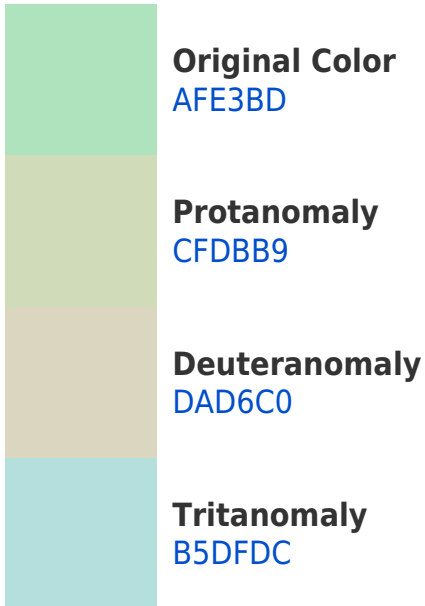 Original Color
AFE3BD
Protanomaly
CFDBB9
Deuteranomaly
DAD6C0
Tritanomaly
B5DFDC